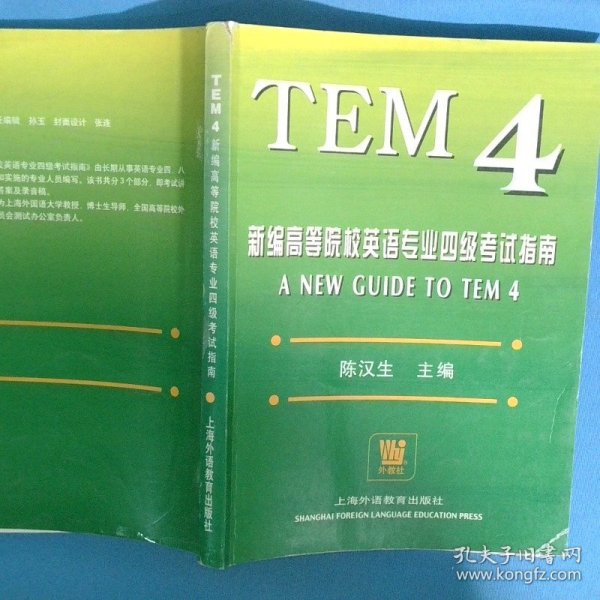 TEM 4
新编高等院校英语专业四级考试指南
A NEW GUIDE TO TEM 4
陈汉生 主编
Wj
外教社
上海外语教育出版社
SHANGHAI FOREIGN LANGUAGE EDUCATION PRESS
TEM 4 新编高等院校英语专业四级考试指南
上海外语教育出版社
编辑 孙玉 封面设计 张连
英语专业四级考试指南》由长期从事英语专业四、八
和实施的专业人员编写。该书共分3个部分,即考试讲
答案及录音稿。
为上海外国语大学教授,博士生导师,全国高等院校外
员会测试办公室负责人。
孔夫子旧书网
www.kongfz.com